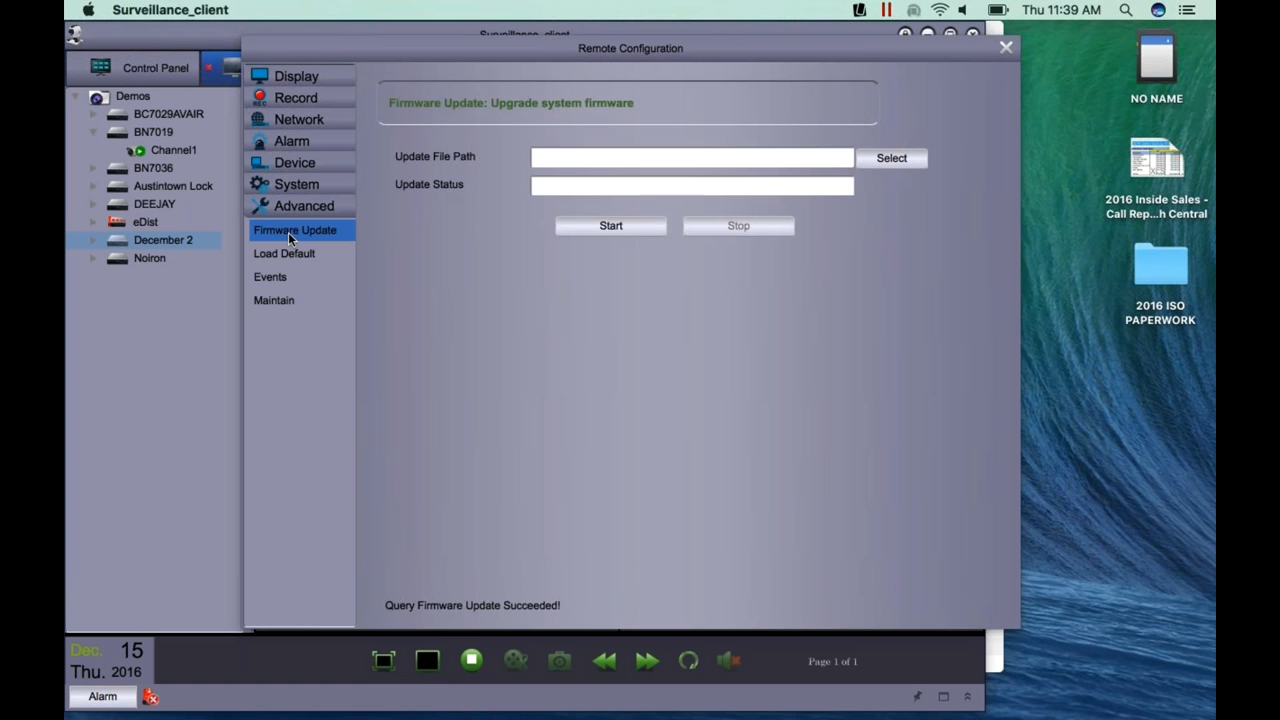 Surveillance_client
Thu 11:39 AM
Surveillance_client
Remote Configuration
Control Panel
Demos
BC7029AVAIR
BN7019
Channel1
BN7036
Austintown Lock
DEEJAY
eDist
December 2
Noiron
Display
REC
Record
Network
Alarm
Device
System
Advanced
Firmware Update
Load Default
Events
Maintain
Firmware Update: Upgrade system firmware
Update File Path
Select
Update Status
Start
Stop
Query Firmware Update Succeeded!
NO NAME
2016 Inside Sales -
Call Rep...h Central
2016 ISO
PAPERWORK
Dec. 15
Thu. 2016
Page 1 of 1
Alarm